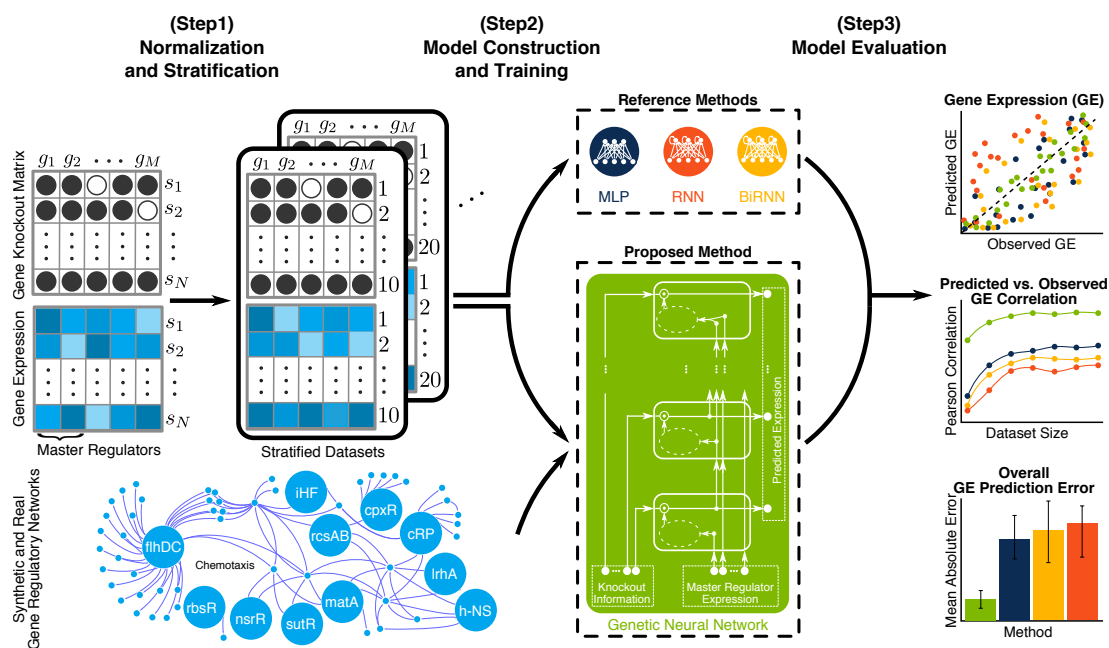 (Step1)
Normalization
and Stratification
(Step2)
Model Construction
and Training
(Step3)
Model Evaluation
Gene Knockout Matrix
g1 g2 ··· gM
s1
s2
sN
Gene Expression
s1
s2
sN
Master Regulators
g1 g2 ··· gM
1
2
20
1
2
20
g1 g2 ··· gM
1
2
10
1
2
10
Stratified Datasets
Synthetic and Real
Gene Regulatory Networks
flhDC
iHF
cpxR
rcsAB
cRP
Chemotaxis
lrhA
rbsR
nsrR
sutR
matA
h-NS
Reference Methods
MLP
RNN
BiRNN
Proposed Method
Predicted Expression
Knockout
Information
Master Regulator
Expression
Genetic Neural Network
Gene Expression (GE)
Predicted GE
Observed GE
Predicted vs. Observed
GE Correlation
Pearson Correlation
Dataset Size
Overall
GE Prediction Error
Mean Absolute Error
Method